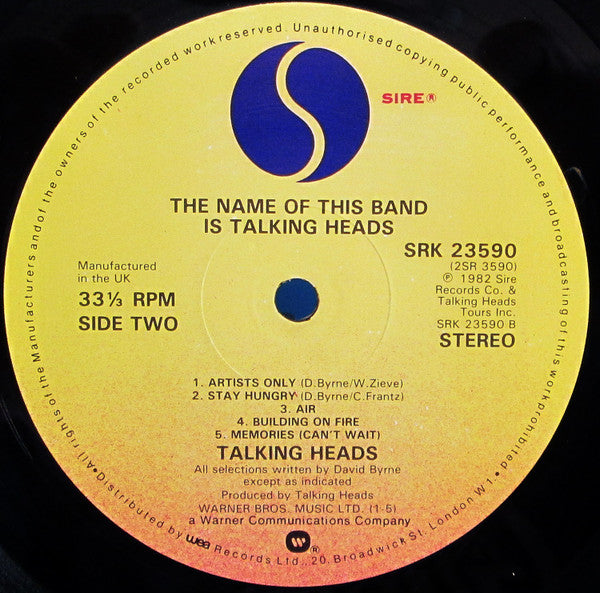 All rights of the Manufacturers and of the owners of the recorded work reserved. Unauthorised copying public performance and broadcasting of this work prohibited
SIRE®
THE NAME OF THIS BAND
IS TALKING HEADS
Manufactured
in the UK
33⅓ RPM
SIDE TWO
SRK 23590
(2SR 3590)
℗ 1982 Sire
Records Co. &
Talking Heads
Tours Inc.
SRK 23590 B
STEREO
1. ARTISTS ONLY (D.Byrne/W.Zieve)
2. STAY HUNGRY (D.Byrne/C.Frantz)
3. AIR
4. BUILDING ON FIRE
5. MEMORIES (CAN'T WAIT)
TALKING HEADS
All selections written by David Byrne
except as indicated
Produced by Talking Heads
WARNER BROS. MUSIC LTD. (1-5)
a Warner Communications Company
®
• Distributed by wea Records Ltd., 20, Broadwick St. London W1 •